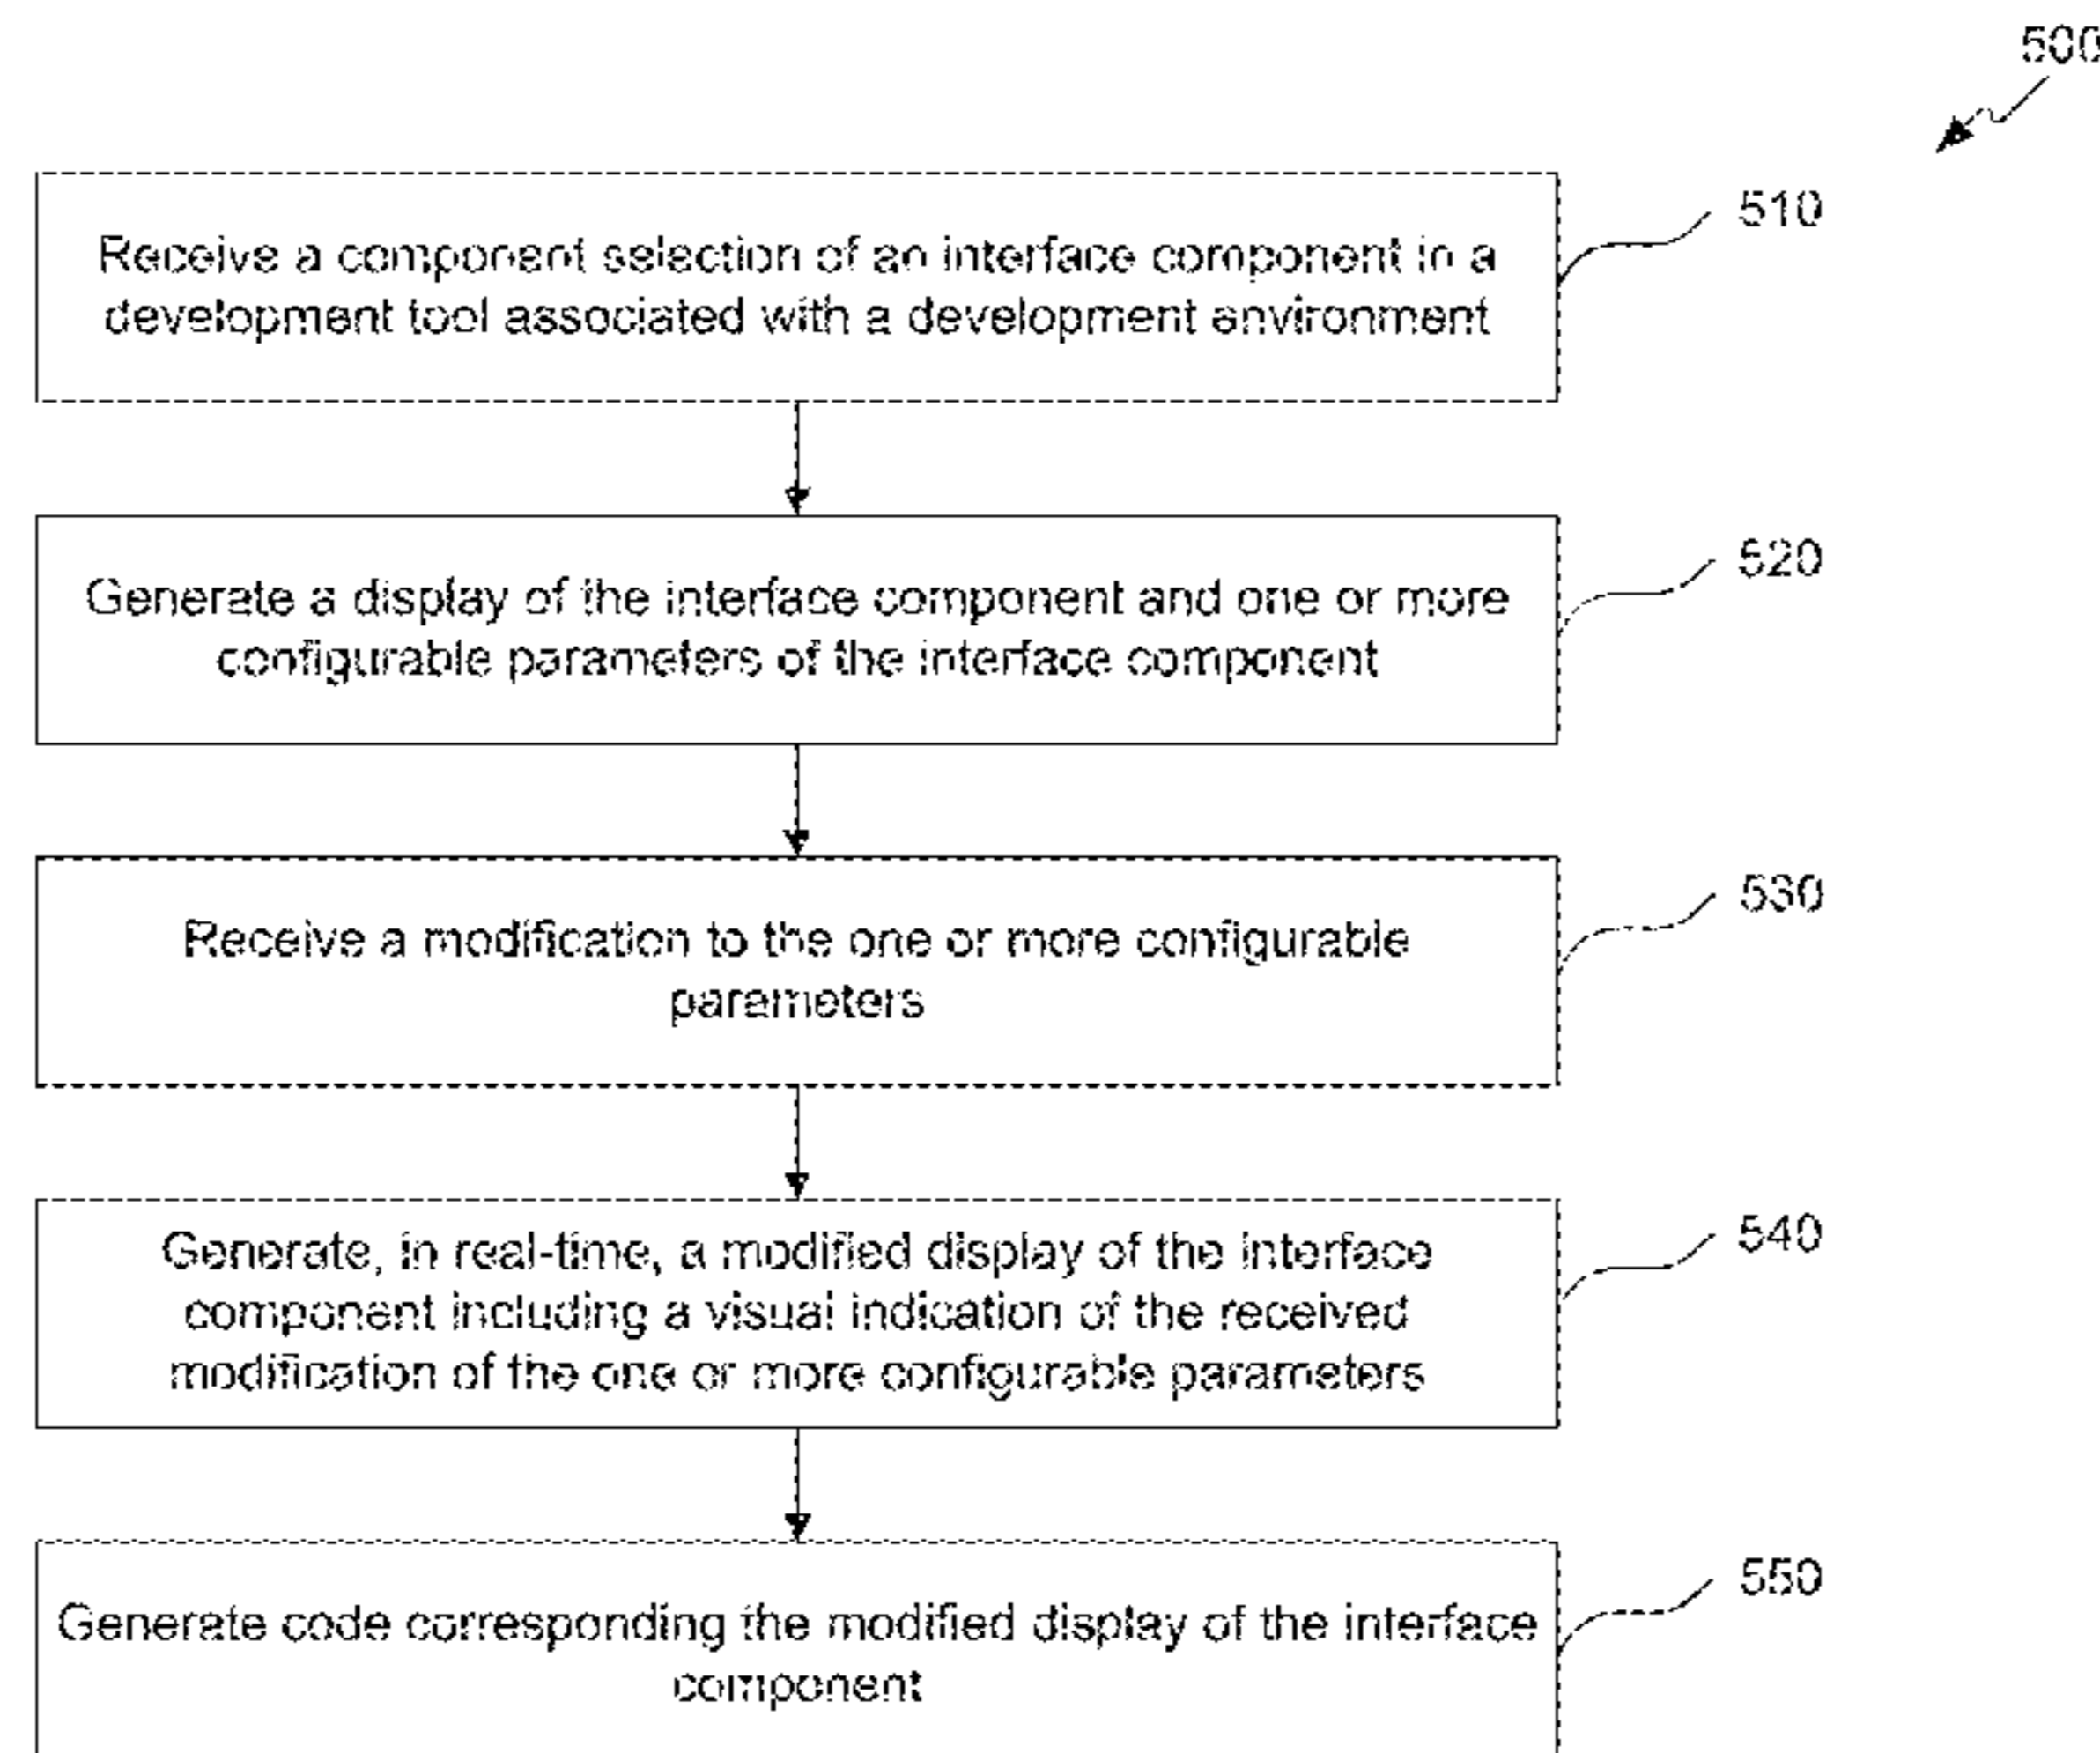 500
510
Receive a component selection of an interface component in a
development tool associated with a development environment
520
Generate a display of the interface component and one or more
configurable parameters of the interface component
530
Receive a modification to the one or more configurable
parameters
540
Generate, in real-time, a modified display of the interface
component including a visual indication of the received
modification of the one or more configurable parameters
550
Generate code corresponding the modified display of the interface
component